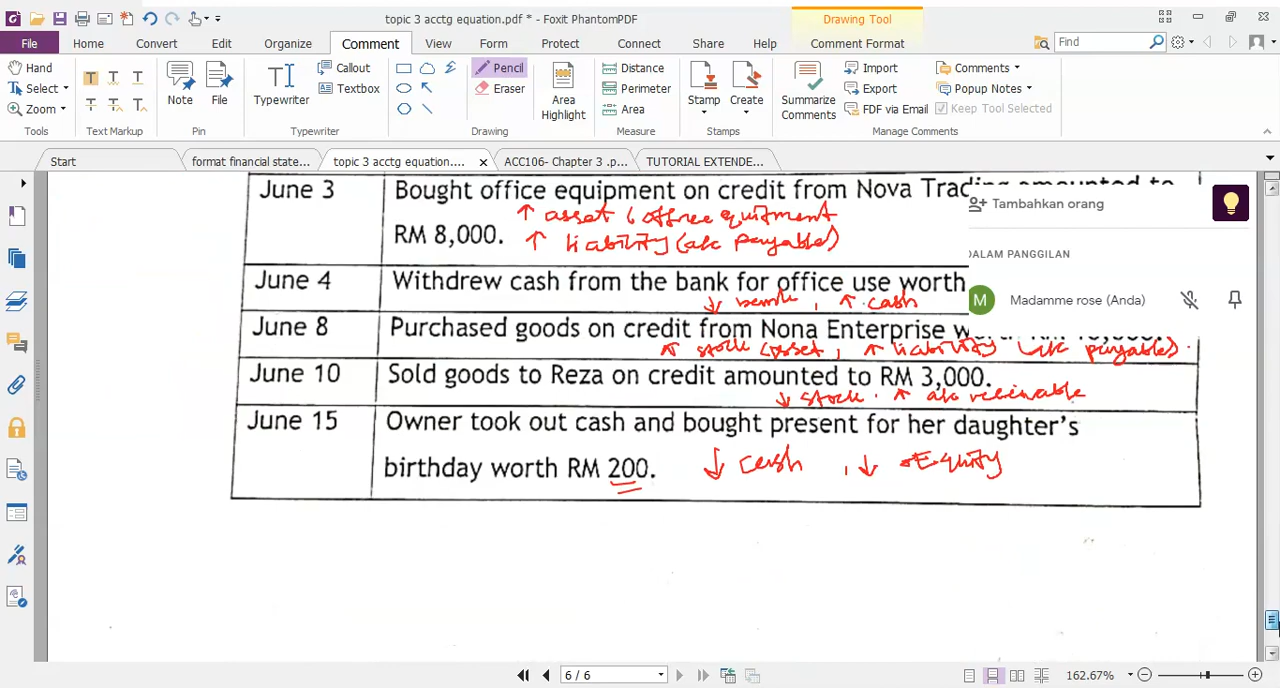 topic 3 acctg equation.pdf * - Foxit PhantomPDF
Drawing Tool
File Home Convert Edit Organize Comment View Form Protect Connect Share Help Comment Format Find
Hand
Select
Zoom
Tools
Text Markup
Note
File
Pin
Typewriter
Callout
Textbox
Typewriter
Pencil
Eraser
Drawing
Area Highlight
Distance
Perimeter
Area
Measure
Stamp
Create
Stamps
Summarize Comments
Import
Export
FDF via Email
Comments
Popup Notes
Keep Tool Selected
Manage Comments
Start format financial state... topic 3 acctg equation.... ACC106- Chapter 3 .p... TUTORIAL EXTENDE...
June 3 Bought office equipment on credit from Nova Trading amounted to
↑ asset (office equitment
RM 8,000. ↑ liability (a/c payable)
Tambahkan orang
DALAM PANGGILAN
M Madamme rose (Anda)
June 4 Withdrew cash from the bank for office use worth
↓ bank , ↑ cash
June 8 Purchased goods on credit from Nona Enterprise
↑ stock (asset , ↑ liability (a/c payable)
June 10 Sold goods to Reza on credit amounted to RM 3,000.
↓ stock . ↑ a/c receivable
June 15 Owner took out cash and bought present for her daughter's
birthday worth RM 200. ↓ cash , ↓ Equity
6 / 6
162.67%